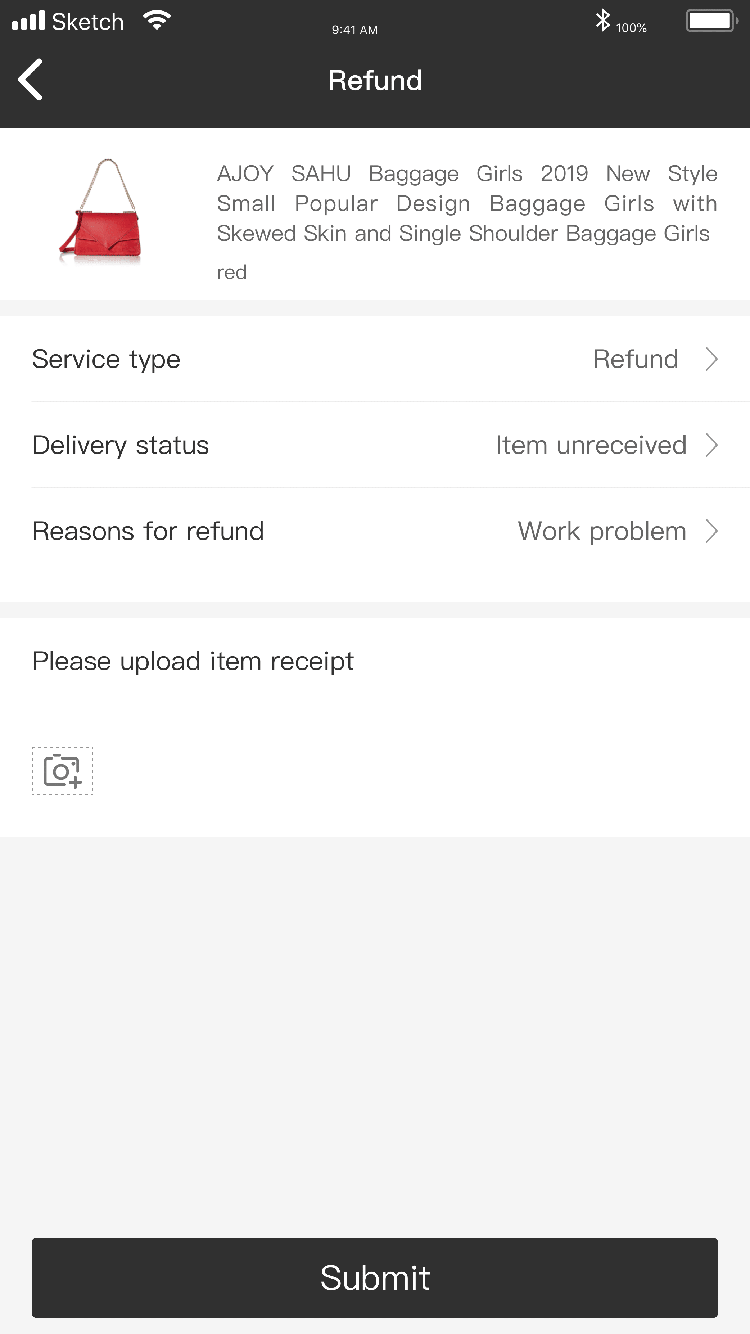 Sketch 9:41 AM 100%
Refund
AJOY SAHU Baggage Girls 2019 New Style
Small Popular Design Baggage Girls with
Skewed Skin and Single Shoulder Baggage Girls
red
Service type Refund
Delivery status Item unreceived
Reasons for refund Work problem
Please upload item receipt
Submit